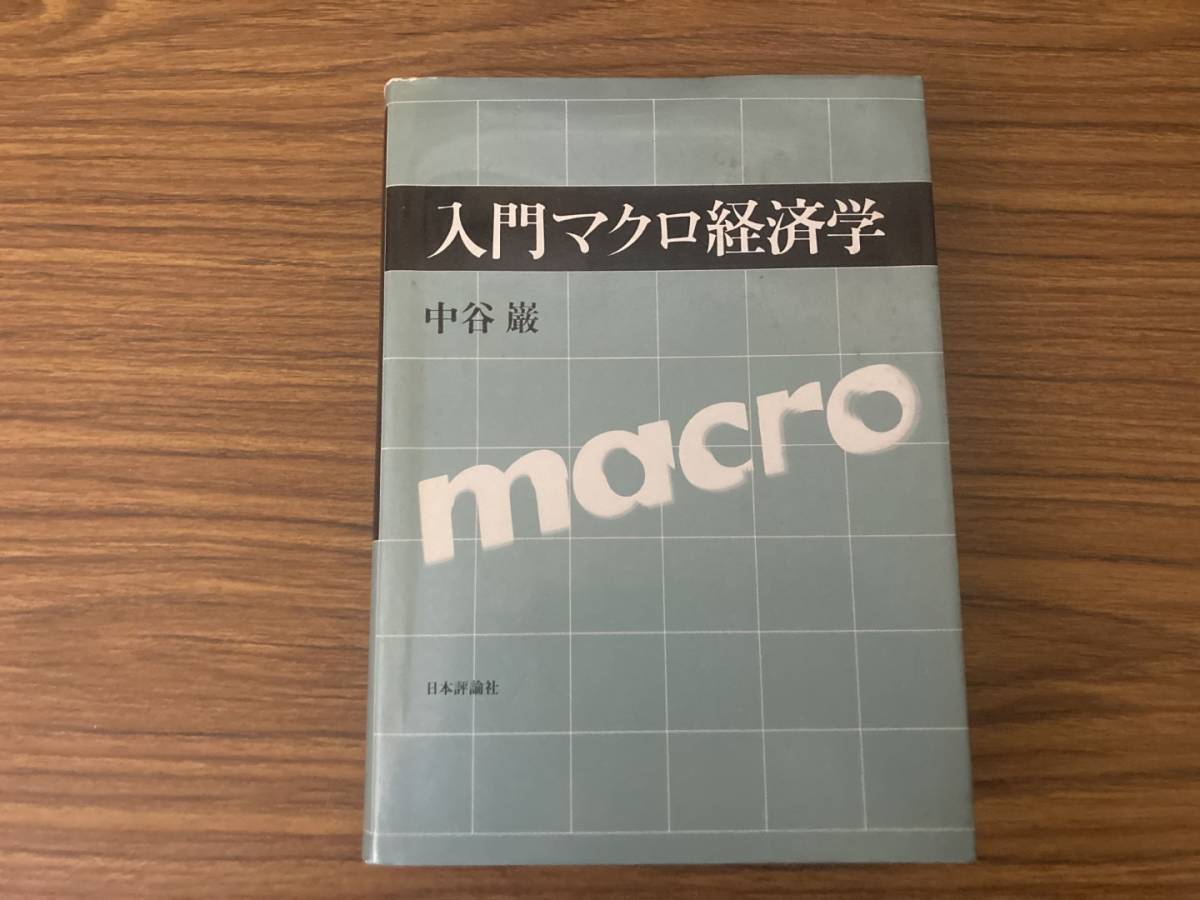 入門マクロ経済学
中谷 巌
macro
日本評論社